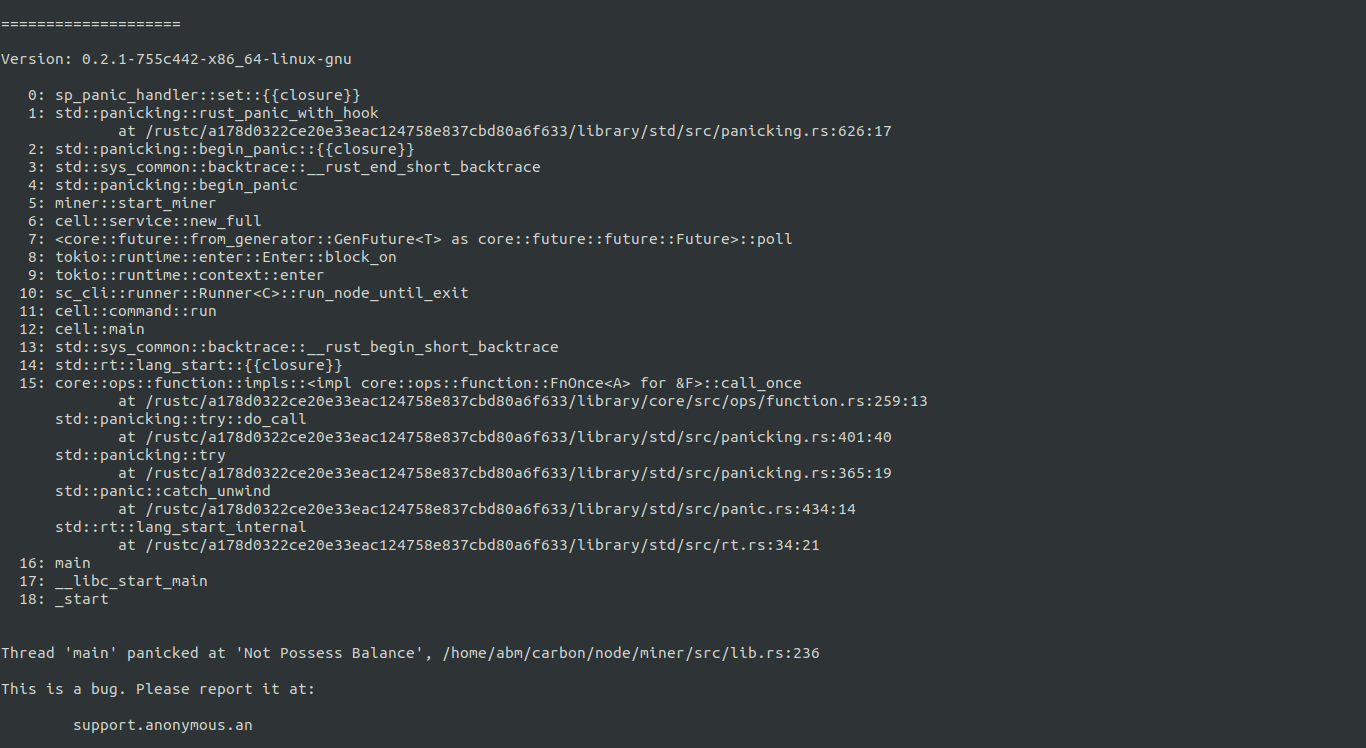 ====================
Version: 0.2.1-755c442-x86_64-linux-gnu
0: sp_panic_handler::set::{{closure}}
1: std::panicking::rust_panic_with_hook
at /rustc/a178d0322ce20e33eac124758e837cbd80a6f633/library/std/src/panicking.rs:626:17
2: std::panicking::begin_panic::{{closure}}
3: std::sys_common::backtrace::__rust_end_short_backtrace
4: std::panicking::begin_panic
5: miner::start_miner
6: cell::service::new_full
7: <core::future::from_generator::GenFuture<T> as core::future::future::Future>::poll
8: tokio::runtime::enter::Enter::block_on
9: tokio::runtime::context::enter
10: sc_cli::runner::Runner<C>::run_node_until_exit
11: cell::command::run
12: cell::main
13: std::sys_common::backtrace::__rust_begin_short_backtrace
14: std::rt::lang_start::{{closure}}
15: core::ops::function::impls::<impl core::ops::function::FnOnce<A> for &F>::call_once
at /rustc/a178d0322ce20e33eac124758e837cbd80a6f633/library/core/src/ops/function.rs:259:13
std::panicking::try::do_call
at /rustc/a178d0322ce20e33eac124758e837cbd80a6f633/library/std/src/panicking.rs:401:40
std::panicking::try
at /rustc/a178d0322ce20e33eac124758e837cbd80a6f633/library/std/src/panicking.rs:365:19
std::panic::catch_unwind
at /rustc/a178d0322ce20e33eac124758e837cbd80a6f633/library/std/src/panic.rs:434:14
std::rt::lang_start_internal
at /rustc/a178d0322ce20e33eac124758e837cbd80a6f633/library/std/src/rt.rs:34:21
16: main
17: __libc_start_main
18: _start
Thread 'main' panicked at 'Not Possess Balance', /home/abm/carbon/node/miner/src/lib.rs:236
This is a bug. Please report it at:
support.anonymous.an